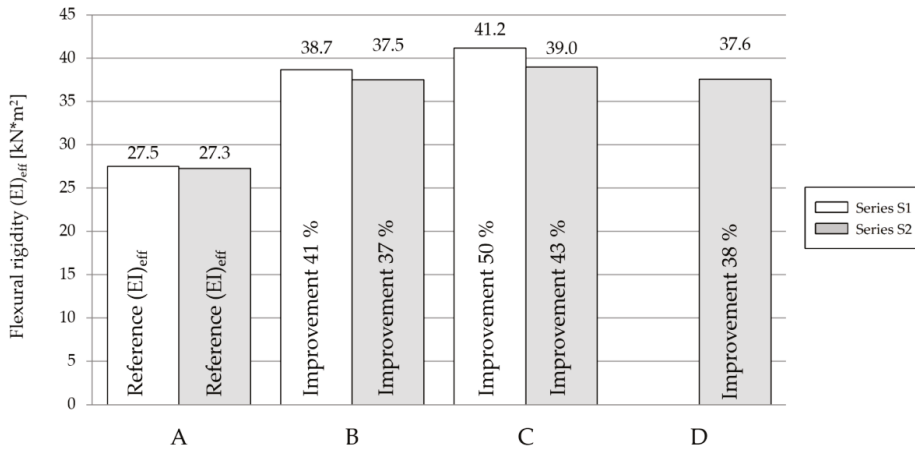 Flexural rigidity (EI)eff [kN*m²]
45
40
35
30
25
20
15
10
5
0
27.5
27.3
38.7
37.5
41.2
39.0
37.6
Reference (EI)eff
Reference (EI)eff
Improvement 41 %
Improvement 37 %
Improvement 50 %
Improvement 43 %
Improvement 38 %
A
B
C
D
Series S1
Series S2